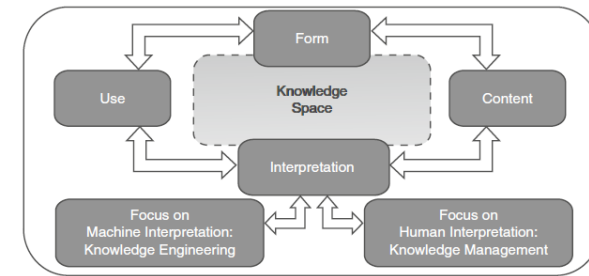 Form
Knowledge
Space
Use
Content
Interpretation
Focus on
Machine Interpretation:
Knowledge Engineering
Focus on
Human Interpretation:
Knowledge Management